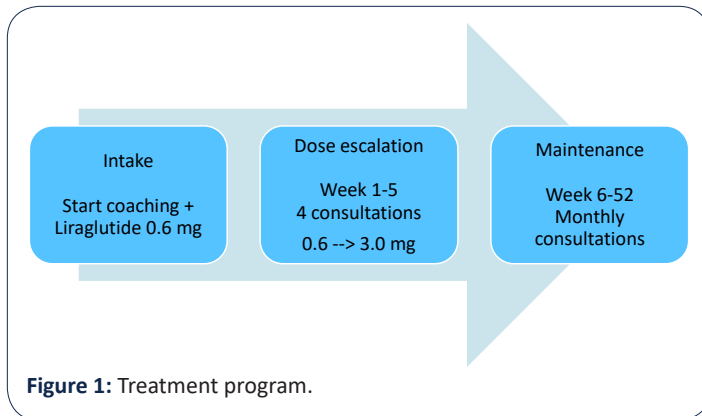 Intake
Start coaching +
Liraglutide 0.6 mg
Dose escalation
Week 1-5
4 consultations
0.6 --> 3.0 mg
Maintenance
Week 6-52
Monthly
consultations
Figure 1: Treatment program.